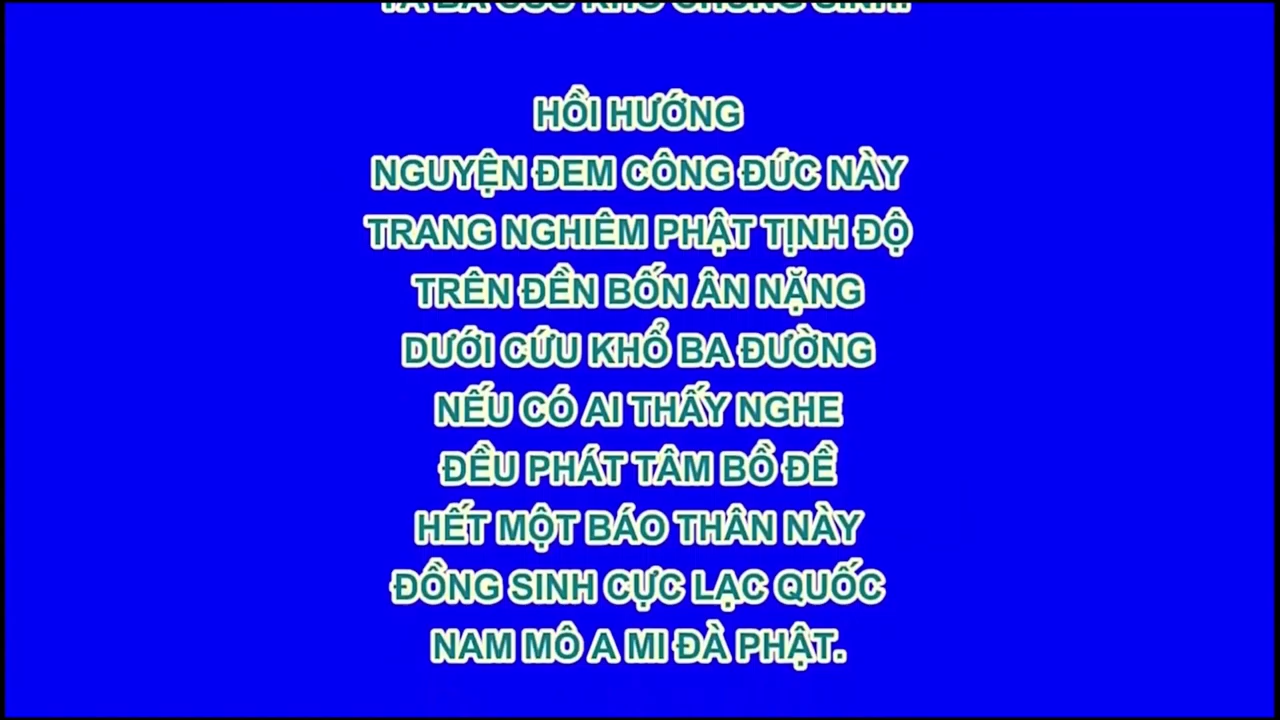 HỒI HƯỚNG
NGUYỆN ĐEM CÔNG ĐỨC NÀY
TRANG NGHIÊM PHẬT TỊNH ĐỘ
TRÊN ĐỀN BỐN ÂN NẶNG
DƯỚI CỨU KHỔ BA ĐƯỜNG
NẾU CÓ AI THẤY NGHE
ĐỀU PHÁT TÂM BỒ ĐỀ
HẾT MỘT BÁO THÂN NÀY
ĐỒNG SINH CỰC LẠC QUỐC
NAM MÔ A MI ĐÀ PHẬT.